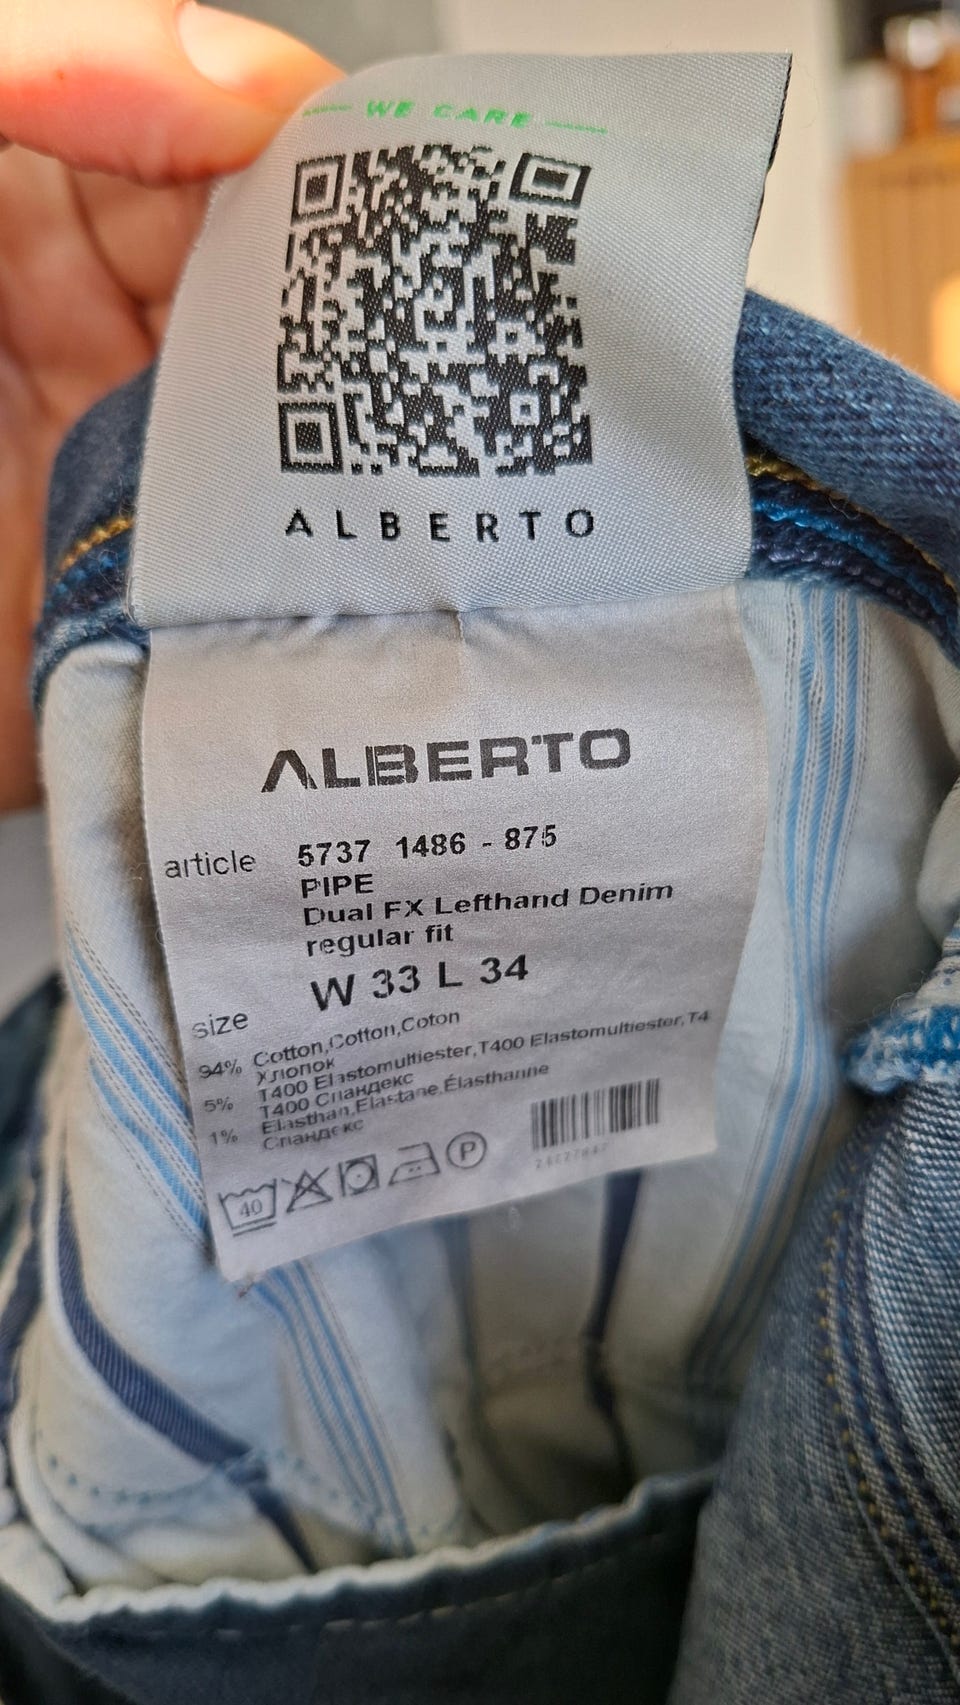 WE CARE
ALBERTO
ALBERTO
article 5737 1486 - 875
PIPE
Dual FX Lefthand Denim
regular fit
size W 33 L 34
94% Cotton,Cotton,Coton
Хлопок
5% T400 Elastomultiester,T400 Elastomultiester,T4
T400 Спандекс
1% Elasthan,Elastane,Élasthanne
Спандекс
40 P